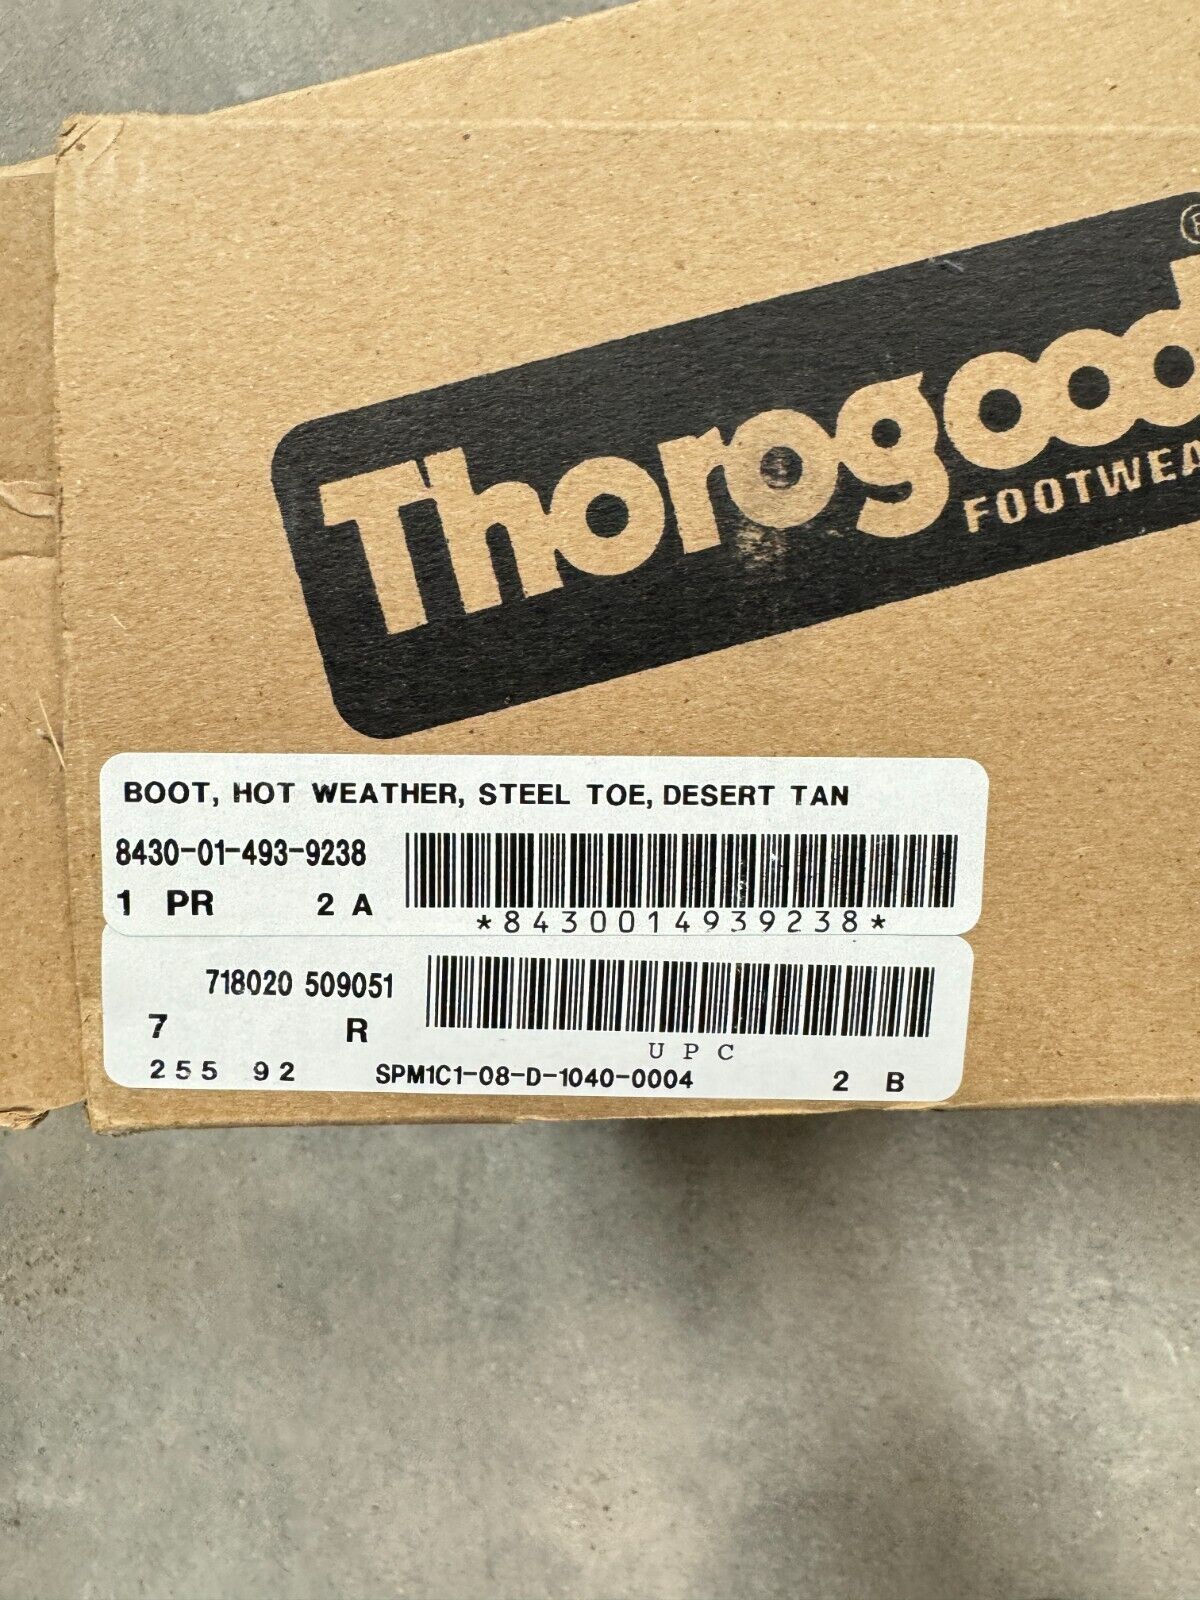 Thorogood
BOOT, HOT WEATHER, STEEL TOE, DESERT TAN
8430-01-493-9238
1 PR 2 A
*8430014939238*
718020 509051
7 R
UPC
255 92 SPM1C1-08-D-1040-0004 2 B